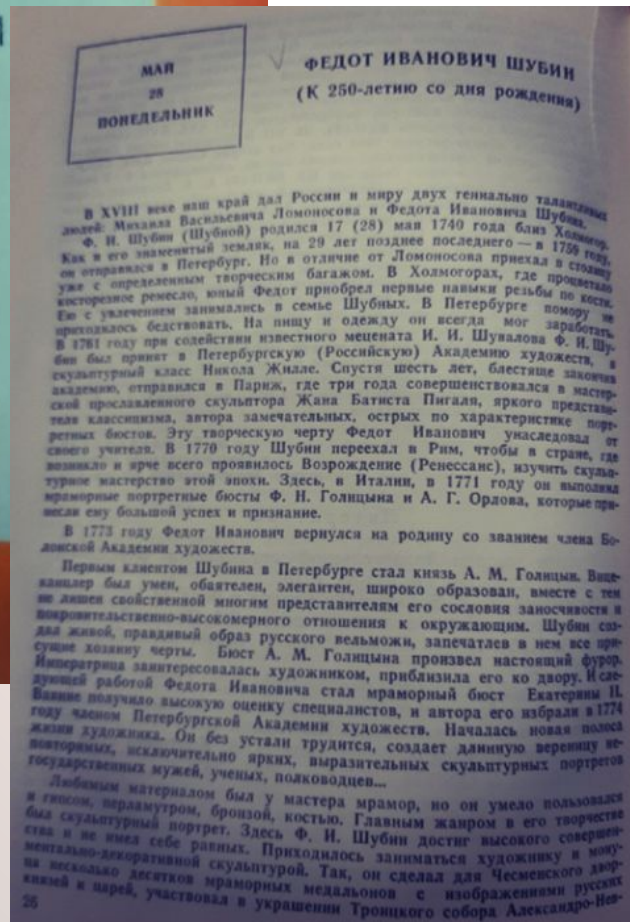 МАЙ
28
ПОНЕДЕЛЬНИК
ФЕДОТ ИВАНОВИЧ ШУБИН
(К 250-летию со дня рождения)
В XVIII веке наш край дал России и миру двух гениально талантливых
людей: Михаила Васильевича Ломоносова и Федота Ивановича Шубина.
Ф. И. Шубин (Шубной) родился 17 (28) мая 1740 года близ Холмогор.
Как и его знаменитый земляк, на 29 лет позднее последнего — в 1759 году,
он отправился в Петербург. Но в отличие от Ломоносова приехал в столицу
уже с определенным творческим багажом. В Холмогорах, где процветало
косторезное ремесло, юный Федот приобрел первые навыки резьбы по кости.
Ею с увлечением занимались в семье Шубных. В Петербурге помору не
приходилось бедствовать. На пищу и одежду он всегда мог заработать.
В 1761 году при содействии известного мецената И. И. Шувалова Ф. И. Шу-
бин был принят в Петербургскую (Российскую) Академию художеств, в
скульптурный класс Никола Жилле. Спустя шесть лет, блестяще закончив
академию, отправился в Париж, где три года совершенствовался в мастер-
ской прославленного скульптора Жана Батиста Пигаля, яркого представи-
теля классицизма, автора замечательных, острых по характеристике порт-
ретных бюстов. Эту творческую черту Федот Иванович унаследовал от
своего учителя. В 1770 году Шубин переехал в Рим, чтобы в стране, где
возникло и ярче всего проявилось Возрождение (Ренессанс), изучить скульп-
турное мастерство этой эпохи. Здесь, в Италии, в 1771 году он выполнил
мраморные портретные бюсты Ф. Н. Голицына и А. Г. Орлова, которые при-
несли ему большой успех и признание.
В 1773 году Федот Иванович вернулся на родину со званием члена Бо-
лонской Академии художеств.
Первым клиентом Шубина в Петербурге стал князь А. М. Голицын. Вице-
канцлер был умен, обаятелен, элегантен, широко образован, вместе с тем
не лишен свойственной многим представителям его сословия заносчивости и
покровительственно-высокомерного отношения к окружающим. Шубин соз-
дал живой, правдивый образ русского вельможи, запечатлев в нем все при-
сущие хозяину черты. Бюст А. М. Голицына произвел настоящий фурор.
Императрица заинтересовалась художником, приблизила его ко двору. И сле-
дующей работой Федота Ивановича стал мраморный бюст Екатерины II.
Ваяние получило высокую оценку специалистов, и автора его избрали в 1774
году членом Петербургской Академии художеств. Началась новая полоса
жизни художника. Он без устали трудится, создает длинную вереницу не-
повторимых, исключительно ярких, выразительных скульптурных портретов
государственных мужей, ученых, полководцев...
Любимым материалом был у мастера мрамор, но он умело пользовался
и гипсом, перламутром, бронзой, костью. Главным жанром в его творчестве
был скульптурный портрет. Здесь Ф. И. Шубин достиг высокого совершен-
ства и не имел себе равных. Приходилось заниматься художнику и мону-
ментально-декоративной скульптурой. Так, он сделал для Чесменского двор-
ца несколько десятков мраморных медальонов с изображениями русских
князей и царей, участвовал в украшении Троицкого собора Александро-Нев-
26